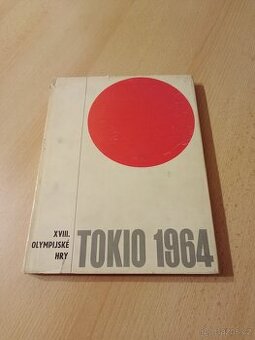 XVIII.
OLYMPIJSKÉ
HRY
TOKIO 1964